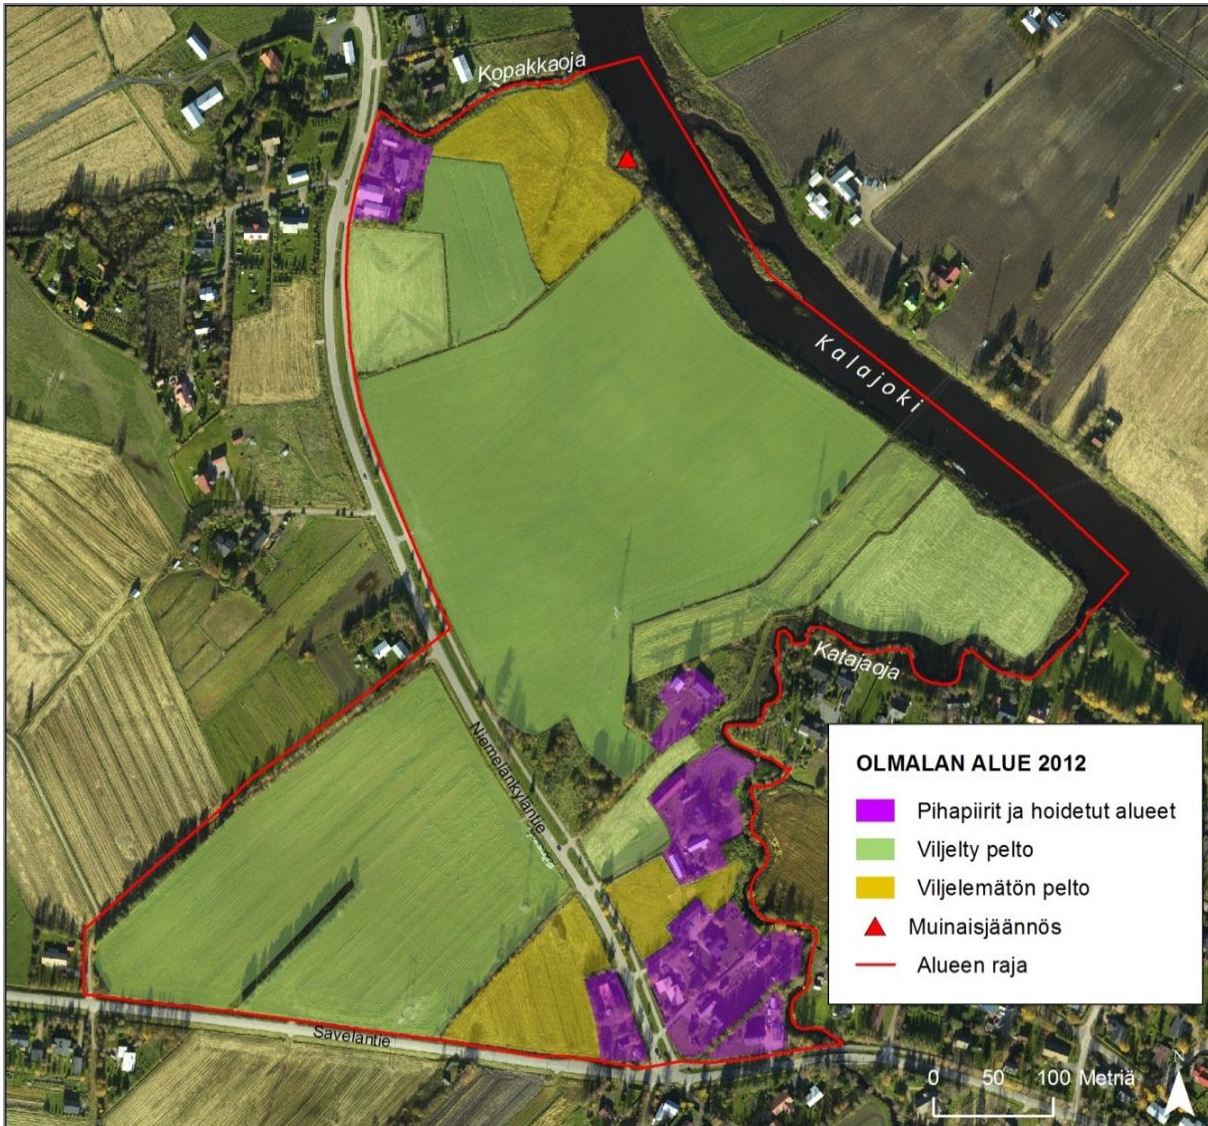 Kopakkaoja
Kalajoki
Katajaoja
Niemelänkyläntie
Savelantie
OLMALAN ALUE 2012
Pihapiirit ja hoidetut alueet
Viljelty pelto
Viljelemätön pelto
Muinaisjäännös
Alueen raja
0 50 100 Metriä